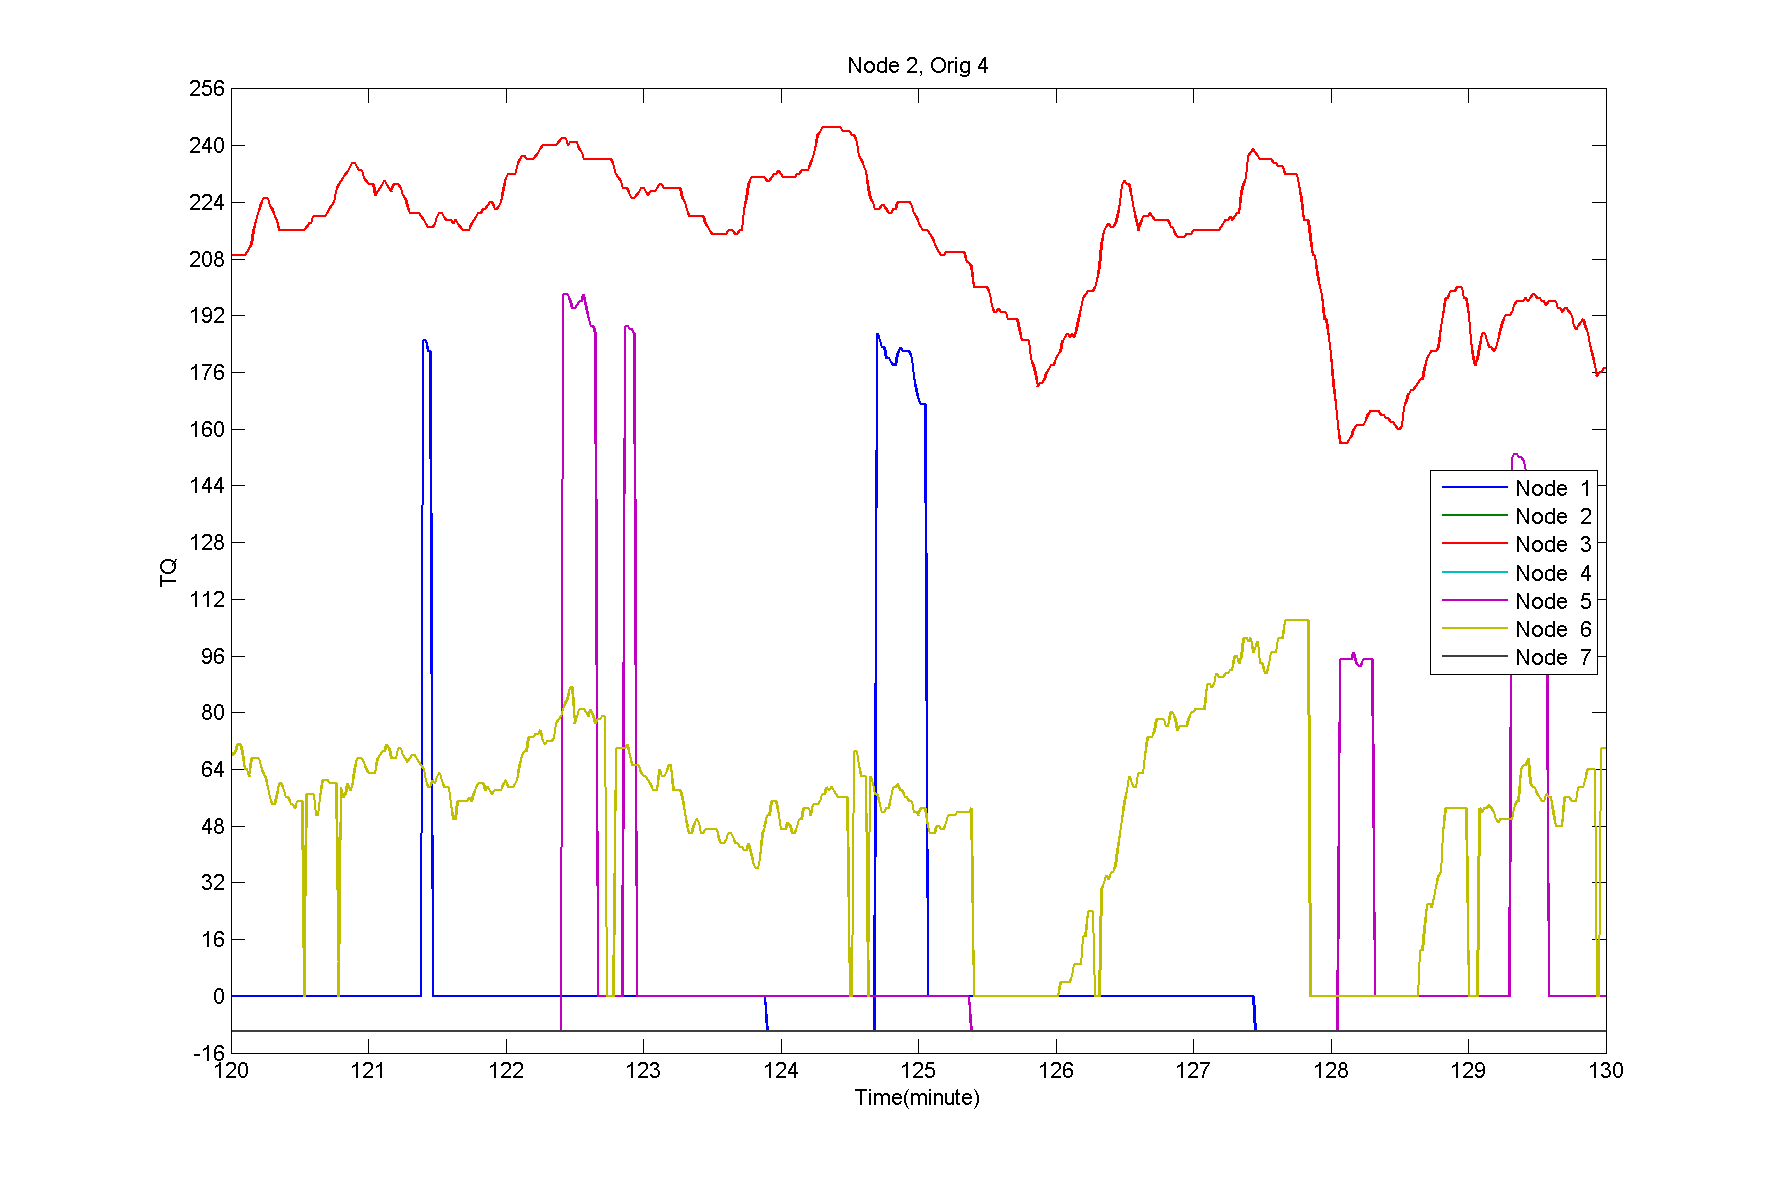 Node 2, Orig 4
256
240
224
208
192
176
160
144
128
112
96
80
64
48
32
16
0
-16
TQ
Node 1
Node 2
Node 3
Node 4
Node 5
Node 6
Node 7
120 121 122 123 124 125 126 127 128 129 130
Time(minute)